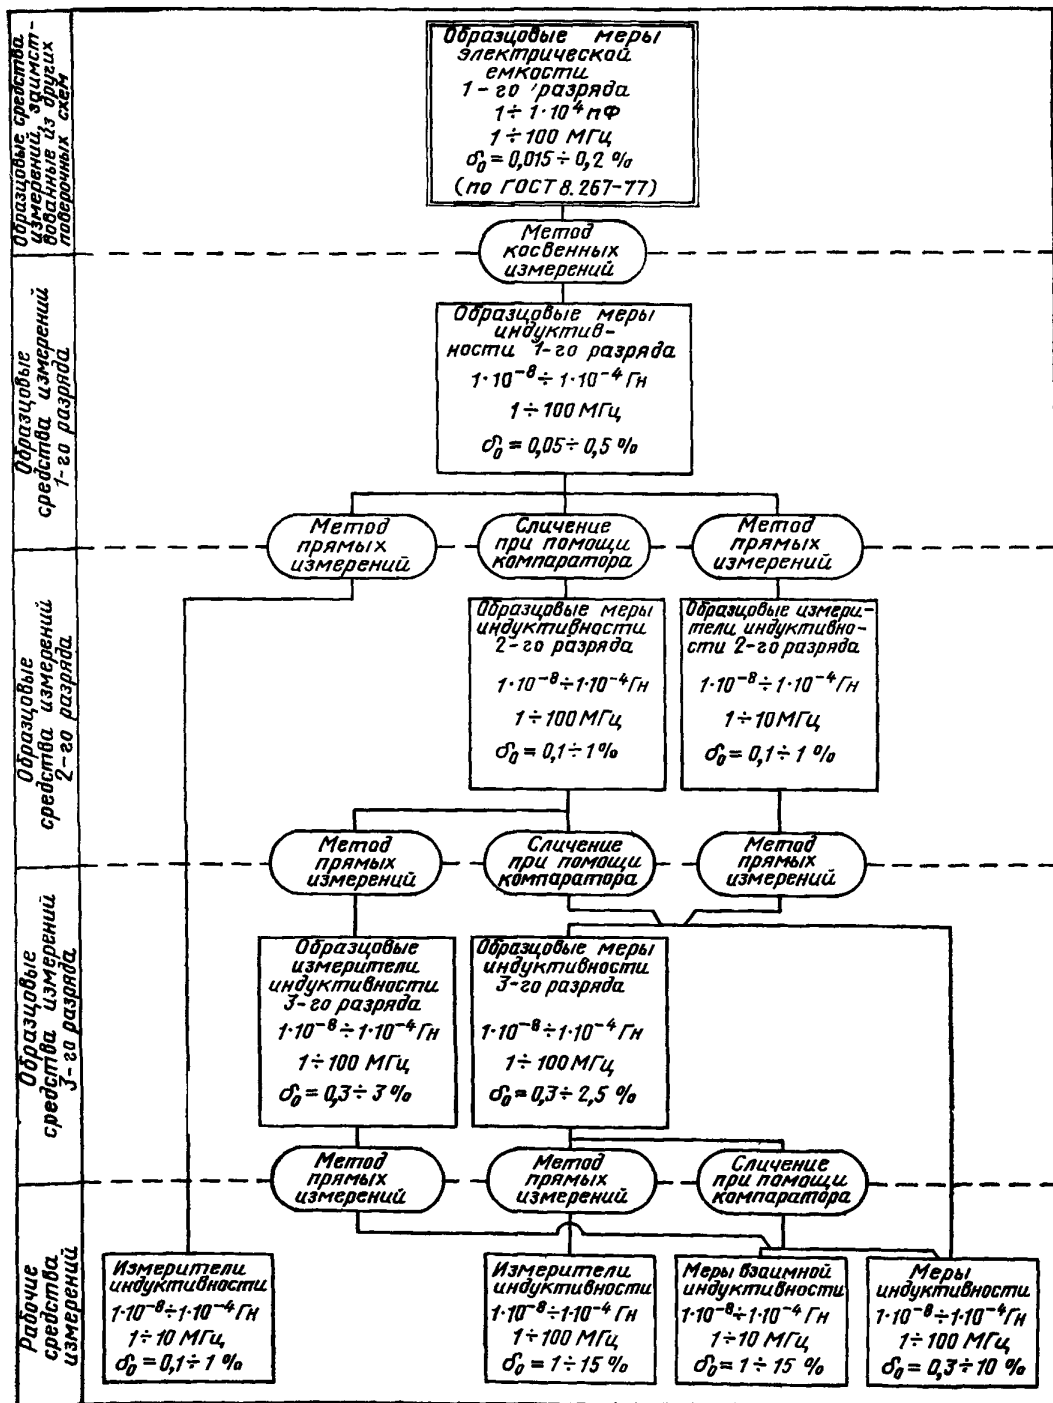 Образцовые средства
измерений, заимст-
вованные из других
поверочных схем
Образцовые меры
электрической
емкости
1-го разряда
1÷1·10⁴ пФ
1÷100 МГц
δ₀ = 0,015÷0,2 %
(по ГОСТ 8.267-77)
Метод
косвенных
измерений
Образцовые
средства измерений
1-го разряда
Образцовые меры
индуктив-
ности 1-го разряда
1·10⁻⁸÷1·10⁻⁴ Гн
1÷100 МГц
δ₀ = 0,05÷0,5 %
Метод
прямых
измерений
Сличение
при помощи
компаратора
Метод
прямых
измерений
Образцовые
средства измерений
2-го разряда
Образцовые меры
индуктивности
2-го разряда
1·10⁻⁸÷1·10⁻⁴ Гн
1÷100 МГц
δ₀ = 0,1÷1%
Образцовые измери-
тели индуктивно-
сти 2-го разряда
1·10⁻⁸÷1·10⁻⁴ Гн
1÷10 МГц
δ₀ = 0,1÷1 %
Метод
прямых
измерений
Сличение
при помощи
компаратора
Метод
прямых
измерений
Образцовые
средства измерений
3-го разряда
Образцовые
измерители
индуктивности
3-го разряда
1·10⁻⁸÷1·10⁻⁴ Гн
1÷100 МГц
δ₀ = 0,3÷3 %
Образцовые меры
индуктивности
3-го разряда
1·10⁻⁸÷1·10⁻⁴ Гн
1÷100 МГц
δ₀ = 0,3÷2,5 %
Метод
прямых
измерений
Метод
прямых
измерений
Сличение
при помощи
компаратора
Рабочие
средства
измерений
Измерители
индуктивности
1·10⁻⁸÷1·10⁻⁴ Гн
1÷10 МГц
δ₀ = 0,1÷1 %
Измерители
индуктивности
1·10⁻⁸÷1·10⁻⁴ Гн
1÷100 МГц
δ₀ = 1÷15 %
Меры взаимной
индуктивности
1·10⁻⁸÷1·10⁻⁴ Гн
1÷10 МГц
δ₀ = 1÷15 %
Меры
индуктивности
1·10⁻⁸÷1·10⁻⁴ Гн
1÷100 МГц
δ₀ = 0,3÷10 %